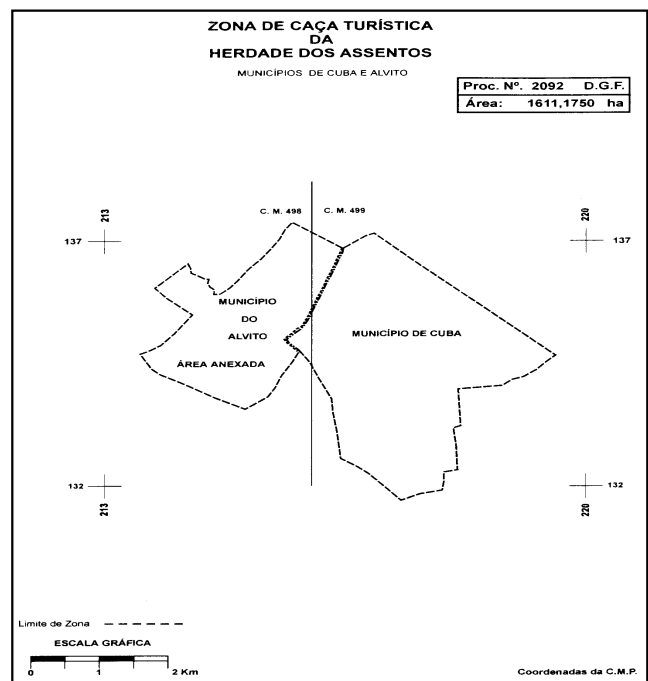 ZONA DE CAÇA TURÍSTICA
DA
HERDADE DOS ASSENTOS
MUNICÍPIOS DE CUBA E ALVITO
Proc. Nº. 2092 D.G.F.
Área: 1611,1750 ha
213
C. M. 498
C. M. 499
220
137
137
MUNICÍPIO
DO
ALVITO
MUNICÍPIO DE CUBA
ÁREA ANEXADA
132
132
213
220
Limite de Zona
ESCALA GRÁFICA
0 1 2 Km
Coordenadas da C.M.P.